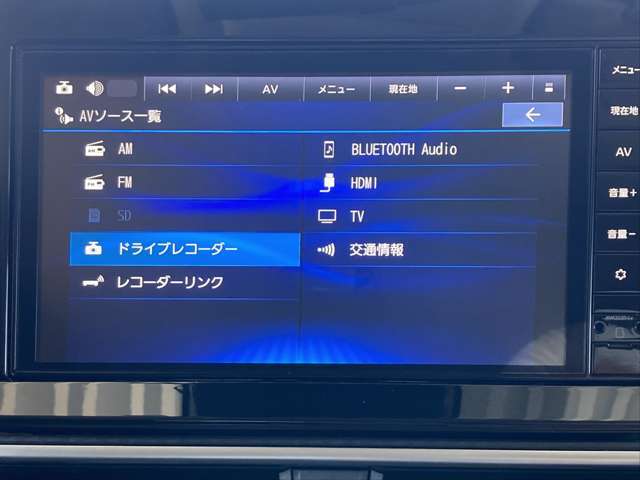 AV メニュー 現在地 − +
AVソース一覧 ←
AM
FM
SD
ドライブレコーダー
レコーダーリンク
BLUETOOTH Audio
HDMI
TV
交通情報
メニュー
現在地
AV
音量+
音量−